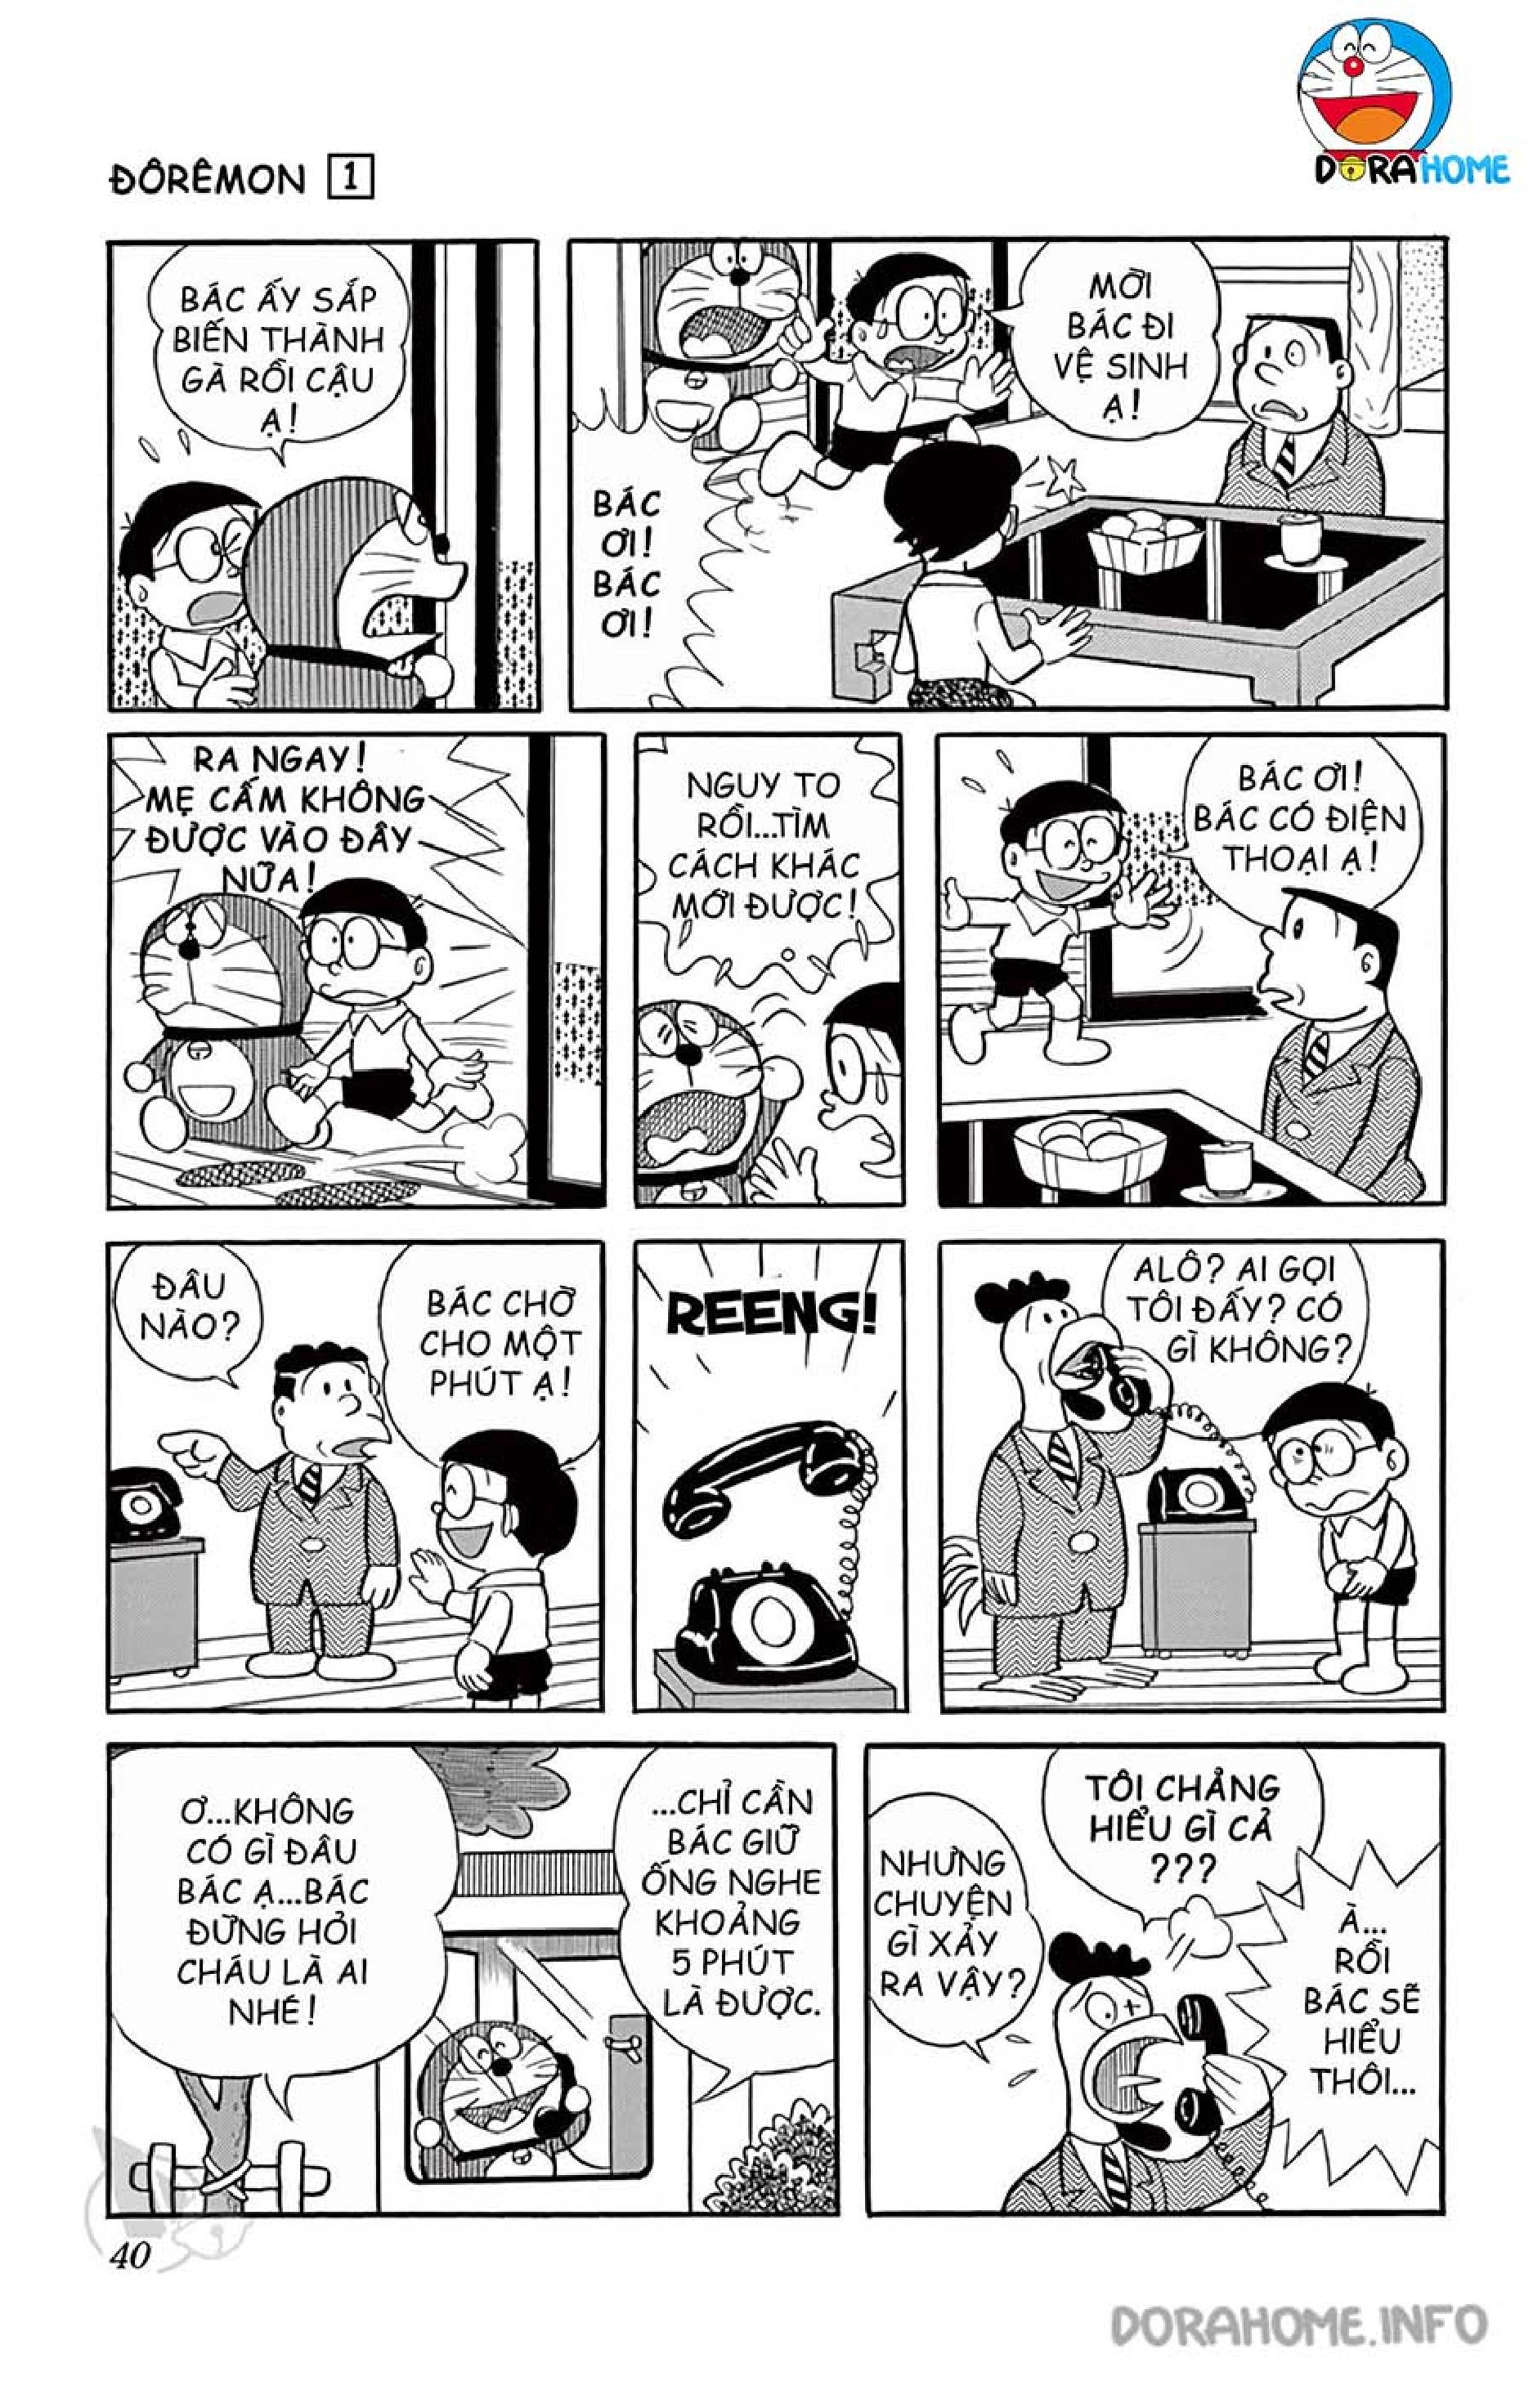 DORAHOME
ĐÔRÊMON 1
BÁC ẤY SẮP
BIẾN THÀNH
GÀ RỒI CẬU
Ạ!
MỜI
BÁC ĐI
VỆ SINH
Ạ!
BÁC
ƠI!
BÁC
ƠI!
RA NGAY!
MẸ CẤM KHÔNG
ĐƯỢC VÀO ĐÂY
NỮA!
NGUY TO
RỒI...TÌM
CÁCH KHÁC
MỚI ĐƯỢC!
BÁC ƠI!
BÁC CÓ ĐIỆN
THOẠI Ạ!
ĐÂU
NÀO?
BÁC CHỜ
CHO MỘT
PHÚT Ạ!
REENG!
ALÔ? AI GỌI
TÔI ĐẤY? CÓ
GÌ KHÔNG?
Ơ...KHÔNG
CÓ GÌ ĐÂU
BÁC Ạ...BÁC
ĐỪNG HỎI
CHÁU LÀ AI
NHÉ!
...CHỈ CẦN
BÁC GIỮ
ỐNG NGHE
KHOẢNG
5 PHÚT
LÀ ĐƯỢC.
TÔI CHẢNG
HIỂU GÌ CẢ
???
NHƯNG
CHUYỆN
GÌ XẢY
RA VẬY?
À...
RỒI
BÁC SẼ
HIỂU
THÔI...
40
DORAHOME.INFO